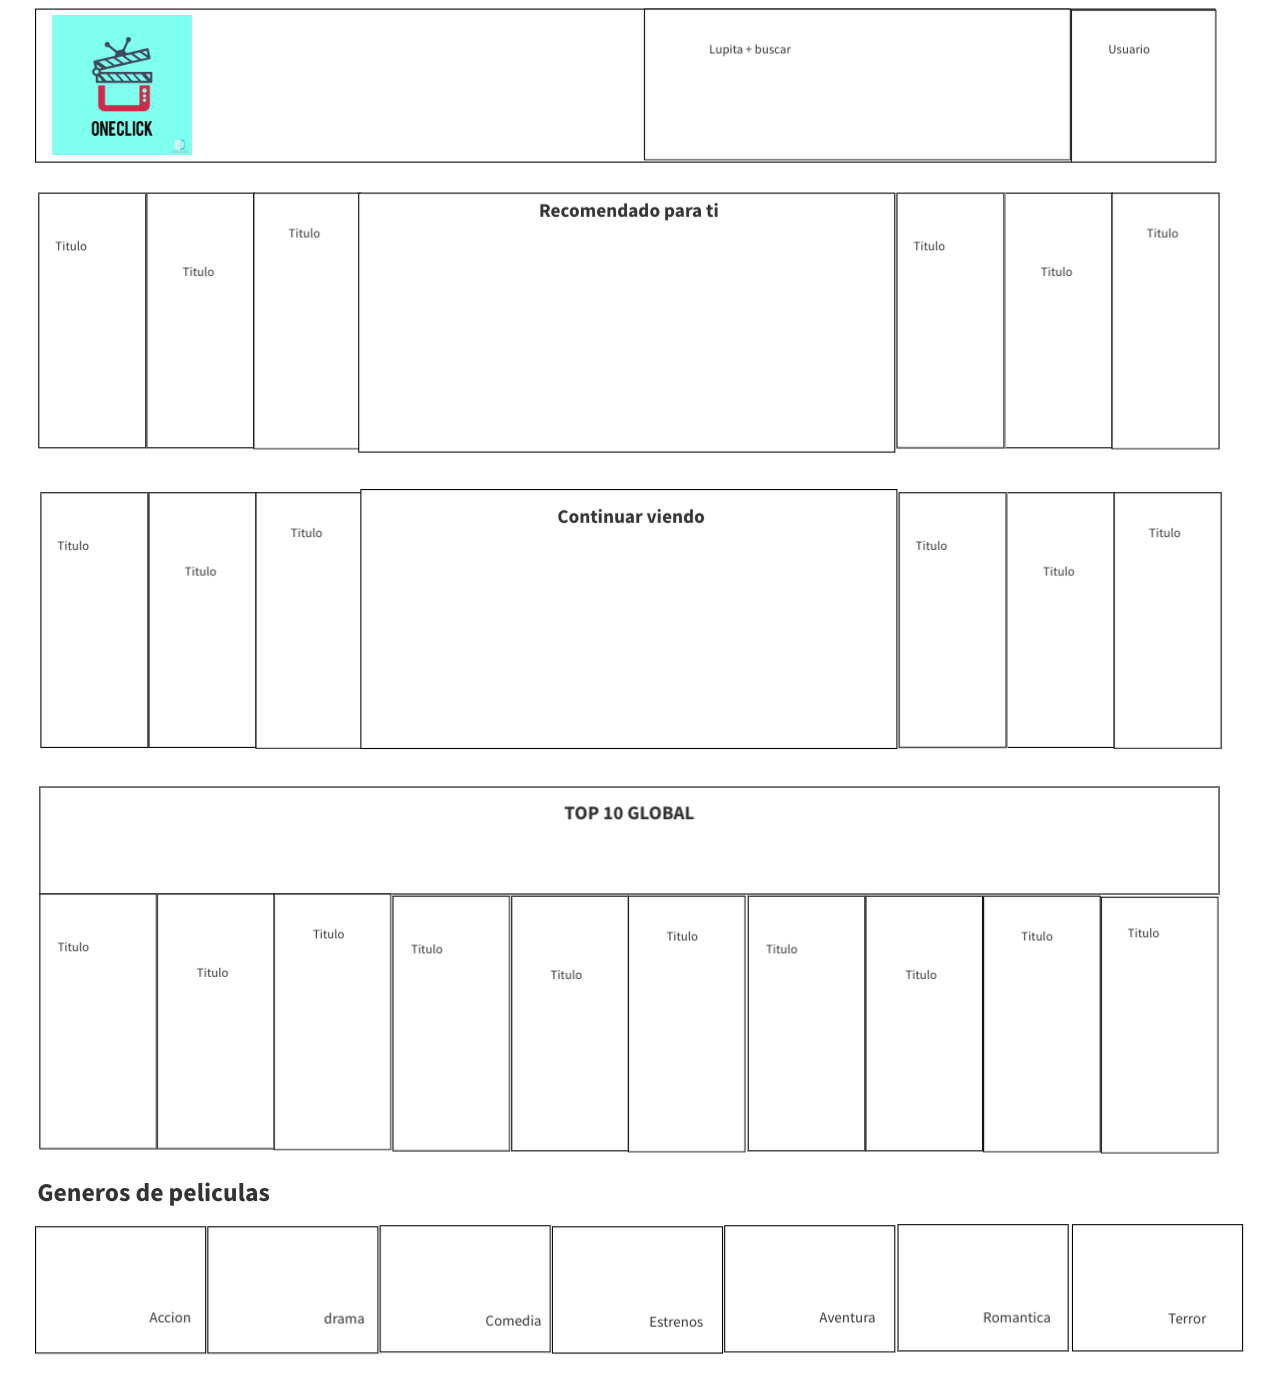 ONECLICK
Lupita + buscar
Usuario
Recomendado para ti
Titulo
Titulo
Titulo
Titulo
Titulo
Titulo
Continuar viendo
Titulo
Titulo
Titulo
Titulo
Titulo
Titulo
TOP 10 GLOBAL
Titulo
Titulo
Titulo
Titulo
Titulo
Titulo
Titulo
Titulo
Titulo
Titulo
Generos de peliculas
Accion
drama
Comedia
Estrenos
Aventura
Romantica
Terror